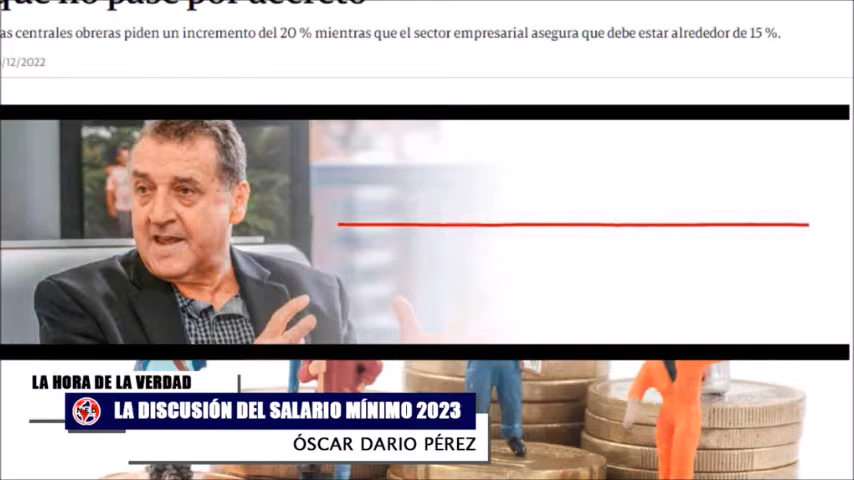 que no pase por decreto
as centrales obreras piden un incremento del 20 % mientras que el sector empresarial asegura que debe estar alrededor de 15 %.
/12/2022
LA HORA DE LA VERDAD
LA DISCUSIÓN DEL SALARIO MÍNIMO 2023
ÓSCAR DARIO PÉREZ